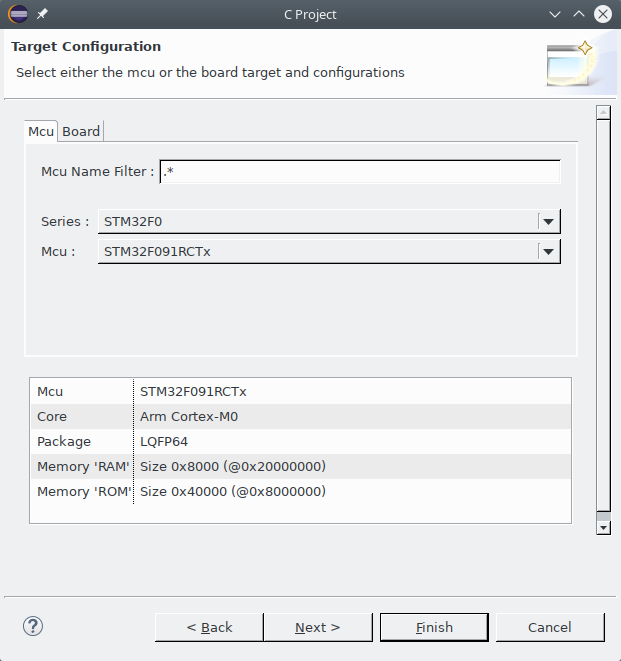 C Project
Target Configuration
Select either the mcu or the board target and configurations
Mcu Board
Mcu Name Filter : .*
Series : STM32F0
Mcu : STM32F091RCTx
Mcu STM32F091RCTx
Core Arm Cortex-M0
Package LQFP64
Memory 'RAM' Size 0x8000 (@0x20000000)
Memory 'ROM' Size 0x40000 (@0x8000000)
? < Back Next > Finish Cancel